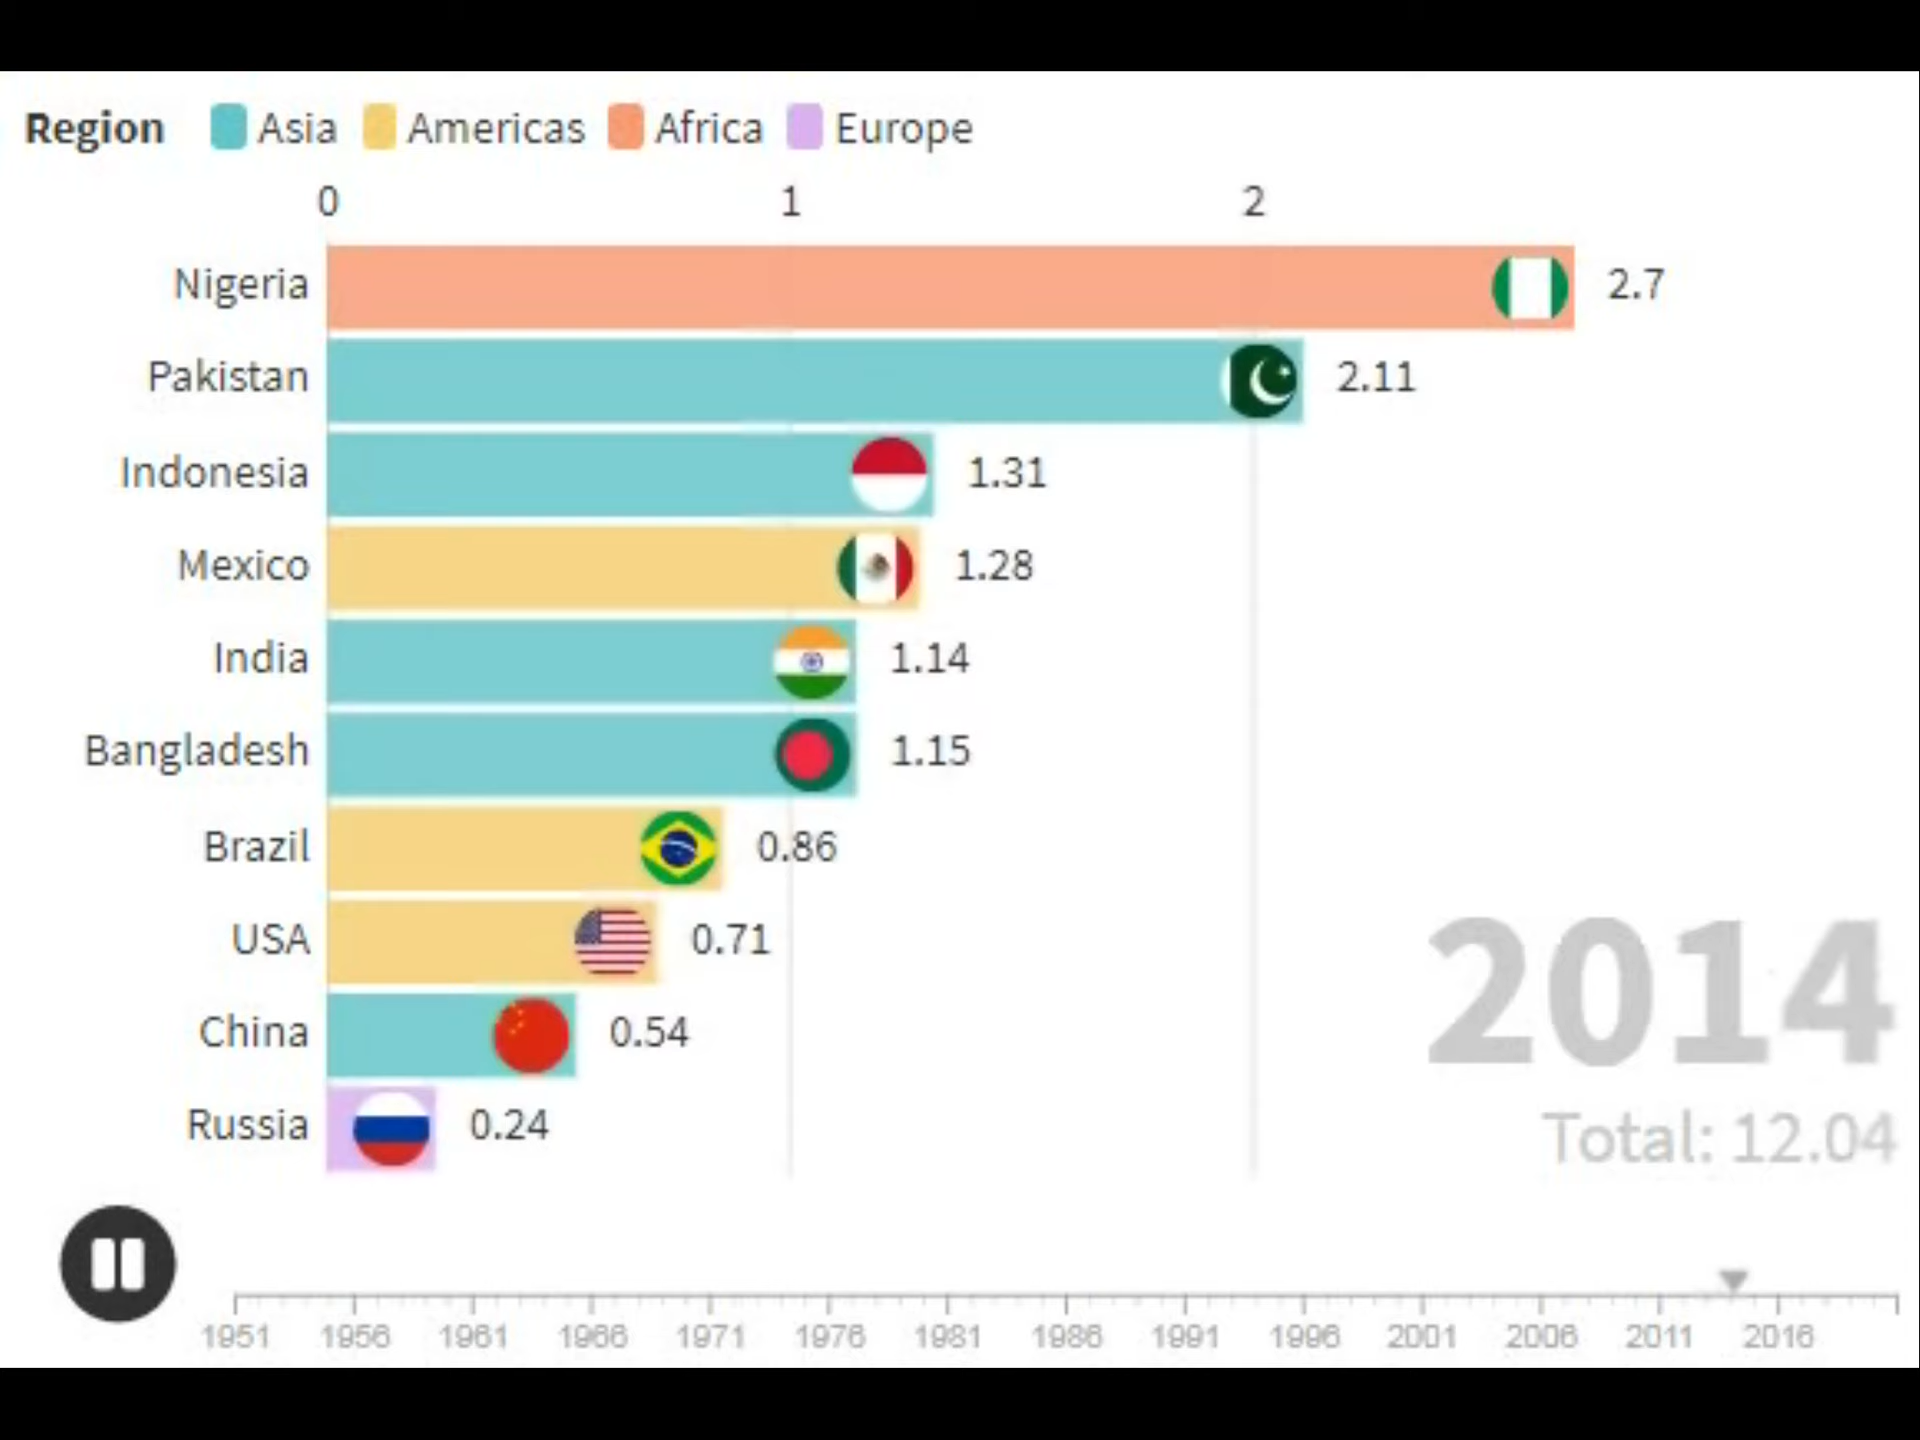 Region Asia Americas Africa Europe
0 1 2
Nigeria 2.7
Pakistan 2.11
Indonesia 1.31
Mexico 1.28
India 1.14
Bangladesh 1.15
Brazil 0.86
USA 0.71
China 0.54
Russia 0.24
2014
Total: 12.04
1951 1956 1961 1966 1971 1976 1981 1986 1991 1996 2001 2006 2011 2016